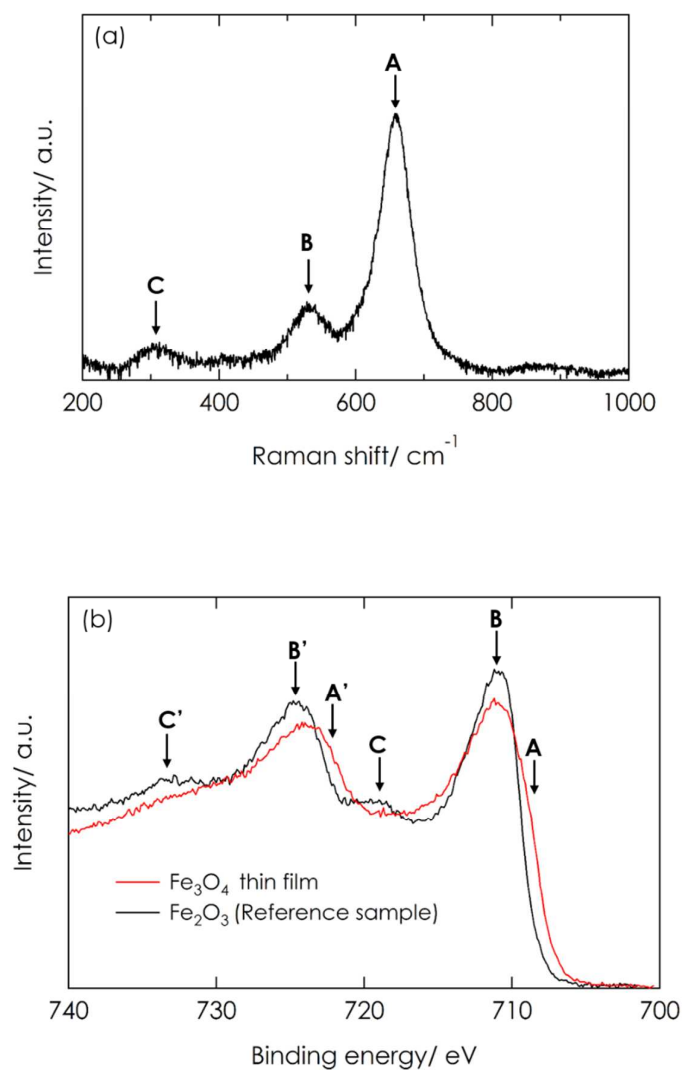 (a)
A
B
C
Intensity/ a.u.
200 400 600 800 1000
Raman shift/ cm⁻¹
(b)
B
B’
A’
C’
C
A
Intensity/ a.u.
Fe₃O₄ thin film
Fe₂O₃ (Reference sample)
740 730 720 710 700
Binding energy/ eV